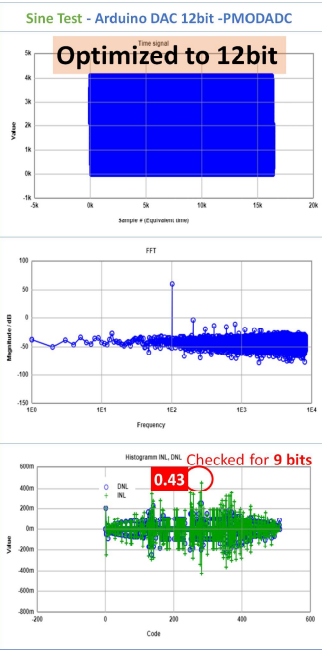 Sine Test - Arduino DAC 12bit -PMODADC
Time signal
Optimized to 12bit
5k
4k
3k
2k
1k
0k
-1k
-5k 0k 5k 10k 15k 20k
Value
Sample # (Equivalent time)
FFT
100
50
0
-50
-100
-150
1E0 1E1 1E2 1E3 1E4
Magnitude / dB
Frequency
Histogramm INL, DNL
Checked for 9 bits
0.43
DNL
INL
600m
400m
200m
0m
-200m
-400m
-600m
-800m
-200 0 200 400 600
Value
Code